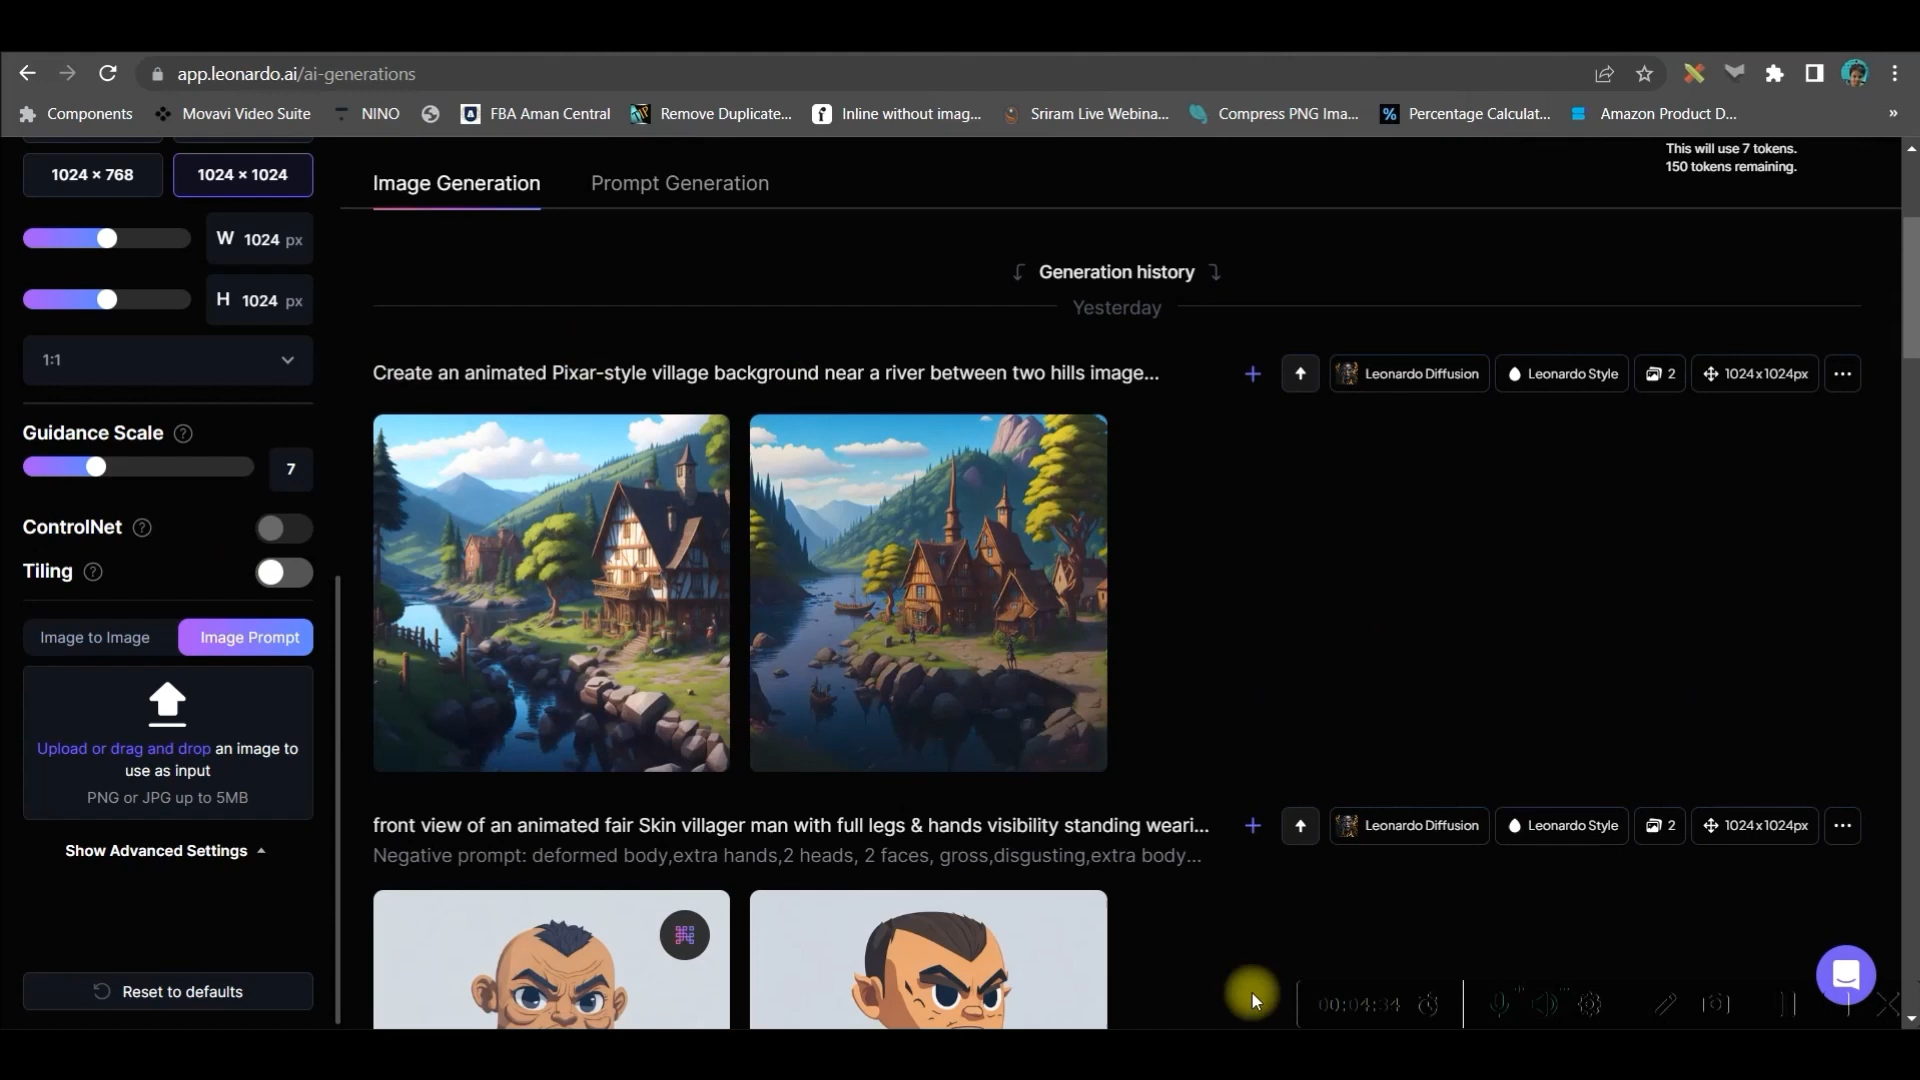 app.leonardo.ai/ai-generations
Components
Movavi Video Suite
NINO
FBA Aman Central
Remove Duplicate...
Inline without imag...
Sriram Live Webina...
Compress PNG Ima...
% Percentage Calculat...
Amazon Product D...
»
1024 × 768
1024 × 1024
W 1024 px
H 1024 px
1:1
Guidance Scale ?
7
ControlNet ?
Tiling ?
Image to Image
Image Prompt
Upload or drag and drop an image to
use as input
PNG or JPG up to 5MB
Show Advanced Settings
Reset to defaults
This will use 7 tokens.
150 tokens remaining.
Image Generation
Prompt Generation
Generation history
Yesterday
Create an animated Pixar-style village background near a river between two hills image...
Leonardo Diffusion
Leonardo Style
2
1024x1024px
front view of an animated fair Skin villager man with full legs & hands visibility standing weari...
Leonardo Diffusion
Leonardo Style
2
1024x1024px
Negative prompt: deformed body,extra hands,2 heads, 2 faces, gross,disgusting,extra body...
00:04:34